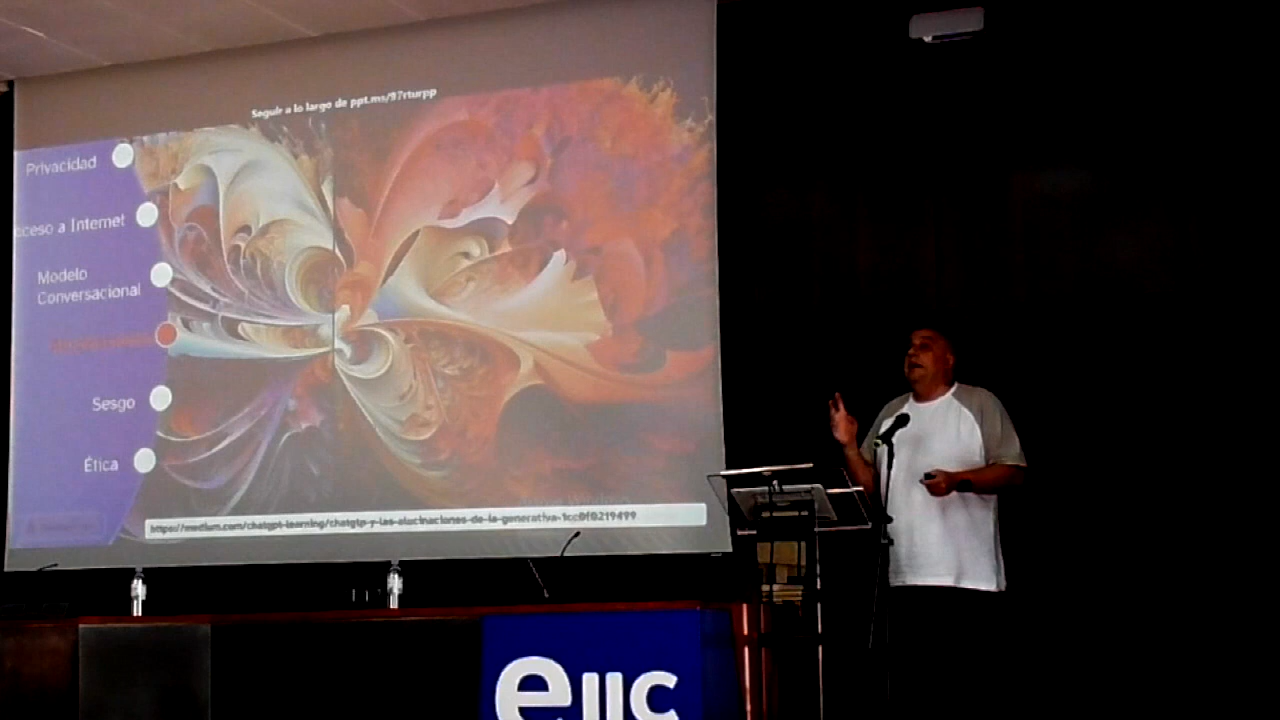 Seguir a lo largo de ppt.ms/97rturpp
Privacidad
cceso a Internet
Modelo
Conversacional
Sesgo
Ética
https://medium.com/chatgpt-learning/chatgtp-y-las-alucinaciones-de-la-generativa-1cc0f0219499
eiic